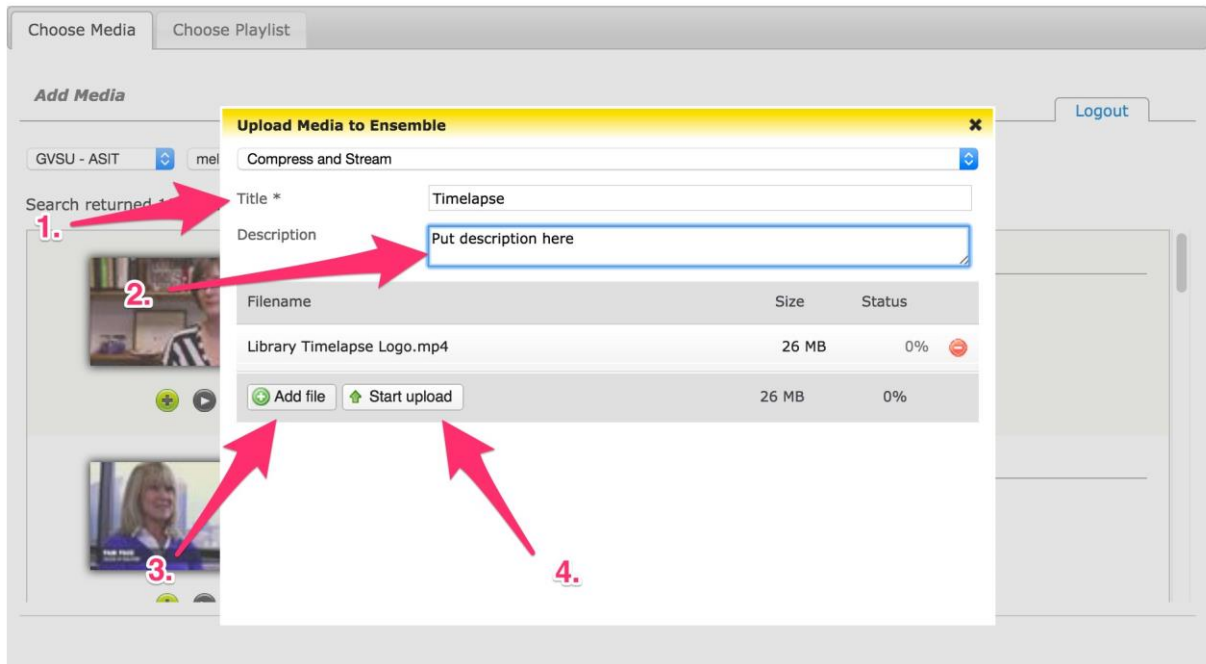 Choose Media Choose Playlist
Add Media
Logout
Upload Media to Ensemble
GVSU - ASIT mel
Compress and Stream
Search returned
1.
Title * Timelapse
Description Put description here
2.
Filename Size Status
Library Timelapse Logo.mp4 26 MB 0%
Add file Start upload 26 MB 0%
3.
4.